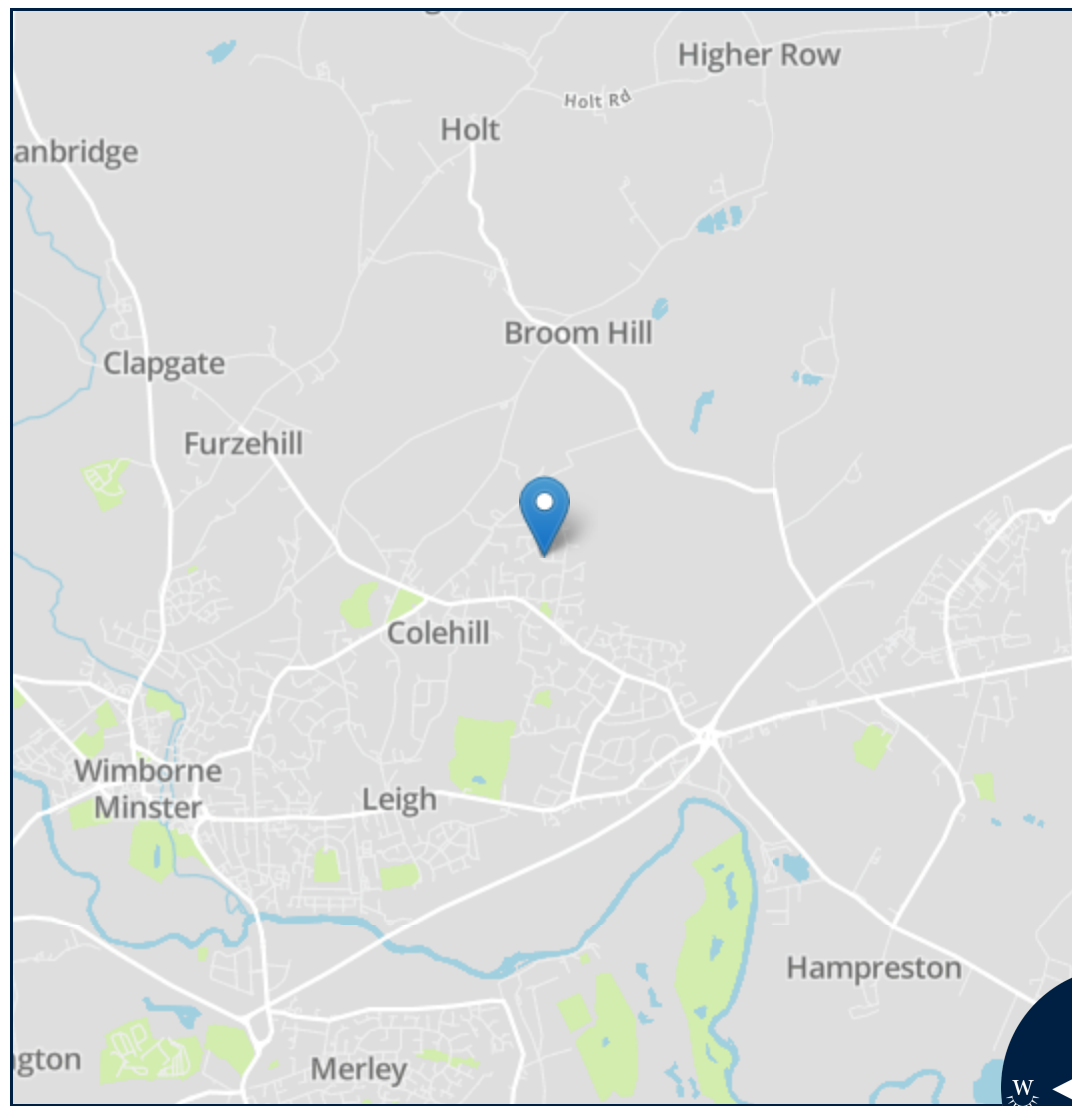 Higher Row
Holt Rd
Holt
anbridge
Broom Hill
Clapgate
Furzehill
Colehill
Wimborne
Minster
Leigh
Hampreston
gton
Merley
W